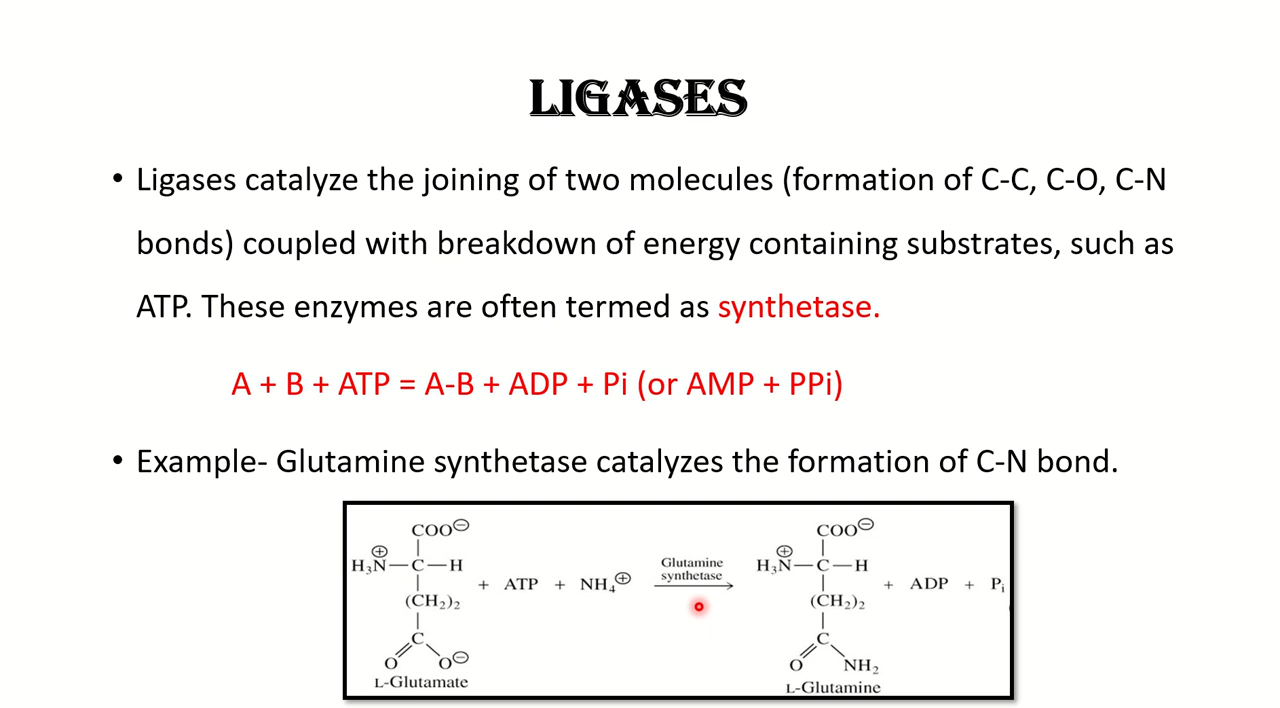 LIGASES
• Ligases catalyze the joining of two molecules (formation of C-C, C-O, C-N
bonds) coupled with breakdown of energy containing substrates, such as
ATP. These enzymes are often termed as synthetase.
A + B + ATP = A-B + ADP + Pi (or AMP + PPi)
• Example- Glutamine synthetase catalyzes the formation of C-N bond.
COO⊖ COO⊖
⊕ Glutamine ⊕
H₃N—C—H + ATP + NH₄⊕ synthetase H₃N—C—H + ADP + Pᵢ
(CH₂)₂ (CH₂)₂
C C
O O⊖ O NH₂
L-Glutamate L-Glutamine